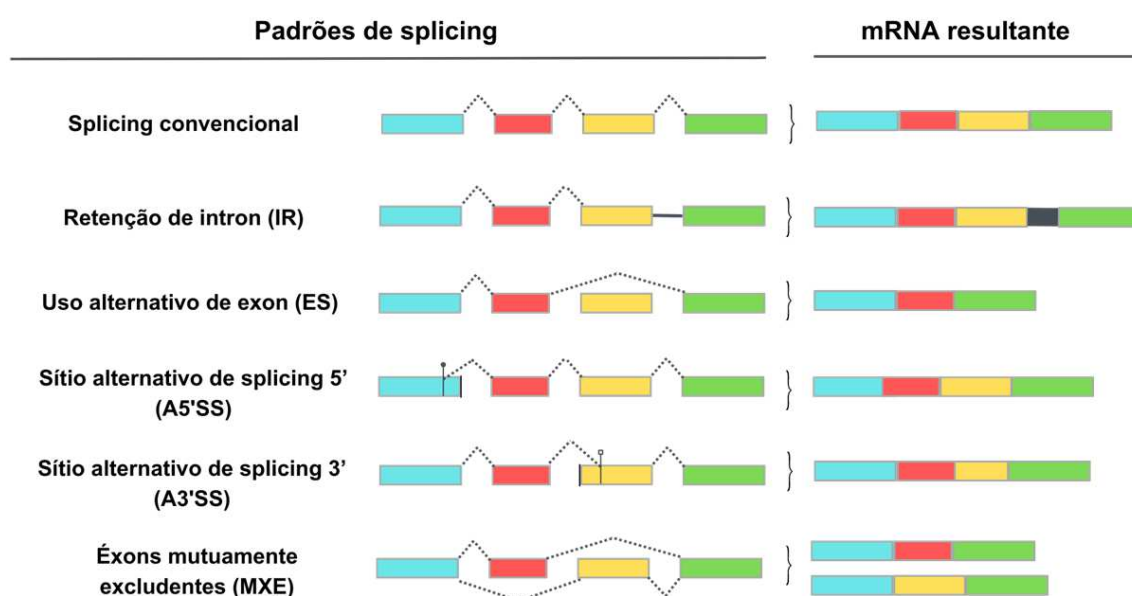 Padrões de splicing
mRNA resultante
Splicing convencional
Retenção de intron (IR)
Uso alternativo de exon (ES)
Sítio alternativo de splicing 5’
(A5'SS)
Sítio alternativo de splicing 3’
(A3'SS)
Éxons mutuamente
excludentes (MXE)